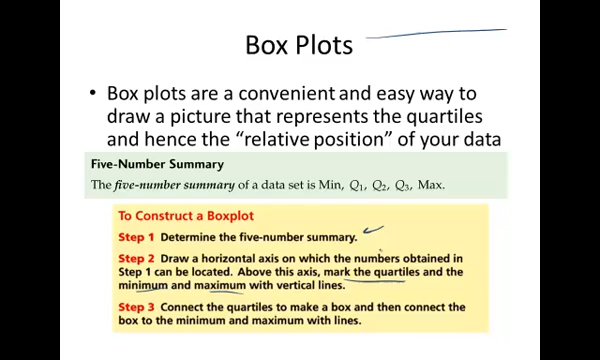 Box Plots
• Box plots are a convenient and easy way to
draw a picture that represents the quartiles
and hence the “relative position” of your data
Five-Number Summary
The five-number summary of a data set is Min, Q1, Q2, Q3, Max.
To Construct a Boxplot
Step 1 Determine the five-number summary.
Step 2 Draw a horizontal axis on which the numbers obtained in
Step 1 can be located. Above this axis, mark the quartiles and the
minimum and maximum with vertical lines.
Step 3 Connect the quartiles to make a box and then connect the
box to the minimum and maximum with lines.